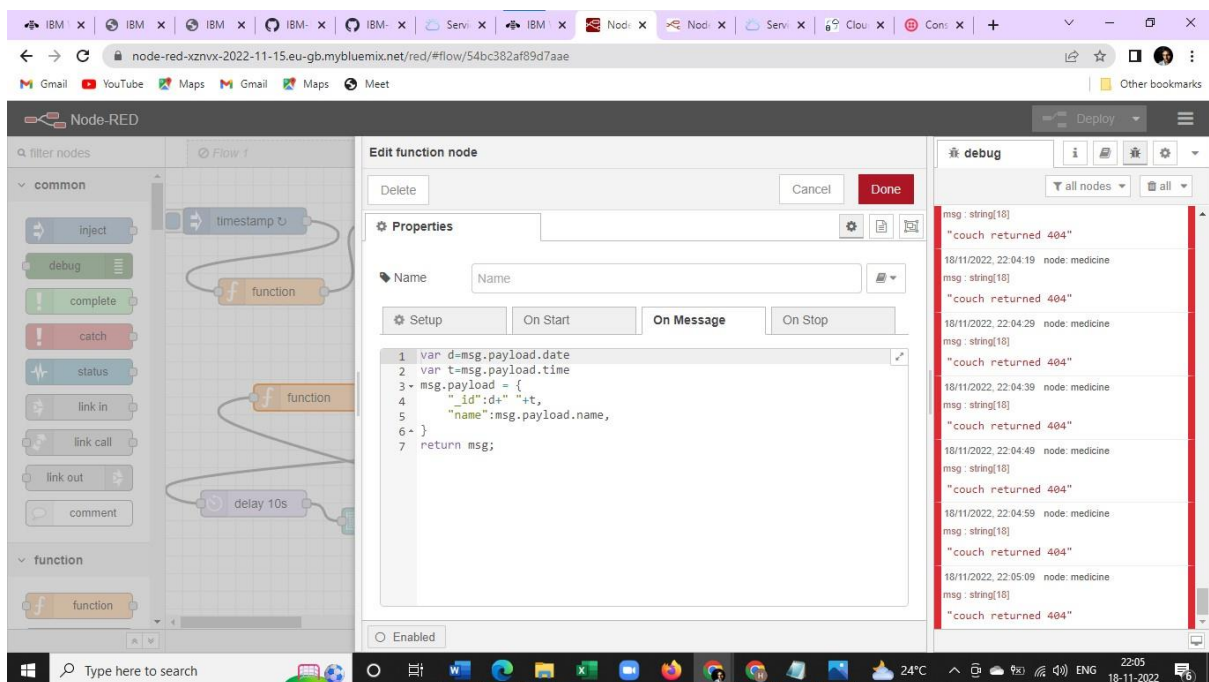 IBM IBM IBM IBM- IBM- Servi IBM Node Nod Servi Clou Cons
node-red-xznvx-2022-11-15.eu-gb.mybluemix.net/red/#flow/54bc382af89d7aae
Gmail YouTube Maps Gmail Maps Meet Other bookmarks
Node-RED Deploy
filter nodes Flow 1
common
inject
debug
complete
catch
status
link in
link call
link out
comment
function
function
timestamp ↻
function
function
delay 10s
Edit function node
Delete Cancel Done
Properties
Name Name
Setup On Start On Message On Stop
1 var d=msg.payload.date
2 var t=msg.payload.time
3 msg.payload = {
4 "_id":d+" "+t,
5 "name":msg.payload.name,
6 }
7 return msg;
Enabled
debug
all nodes all
msg : string[18]
"couch returned 404"
18/11/2022, 22:04:19 node: medicine
msg : string[18]
"couch returned 404"
18/11/2022, 22:04:29 node: medicine
msg : string[18]
"couch returned 404"
18/11/2022, 22:04:39 node: medicine
msg : string[18]
"couch returned 404"
18/11/2022, 22:04:49 node: medicine
msg : string[18]
"couch returned 404"
18/11/2022, 22:04:59 node: medicine
msg : string[18]
"couch returned 404"
18/11/2022, 22:05:09 node: medicine
msg : string[18]
"couch returned 404"
Type here to search 24°C ENG 22:05
18-11-2022